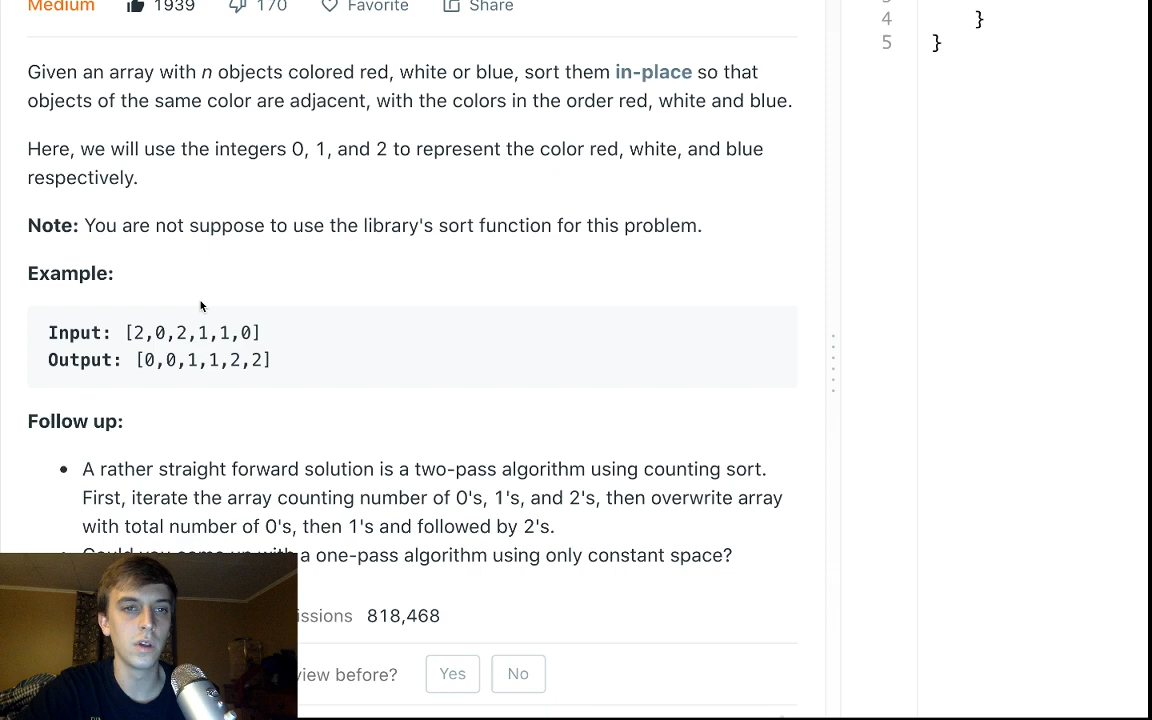 Medium 1939 170 Favorite Share
4 }
5 }
Given an array with n objects colored red, white or blue, sort them in-place so that
objects of the same color are adjacent, with the colors in the order red, white and blue.
Here, we will use the integers 0, 1, and 2 to represent the color red, white, and blue
respectively.
Note: You are not suppose to use the library's sort function for this problem.
Example:
Input: [2,0,2,1,1,0]
Output: [0,0,1,1,2,2]
Follow up:
• A rather straight forward solution is a two-pass algorithm using counting sort.
First, iterate the array counting number of 0's, 1's, and 2's, then overwrite array
with total number of 0's, then 1's and followed by 2's.
• Could you come up with a one-pass algorithm using only constant space?
issions 818,468
view before? Yes No